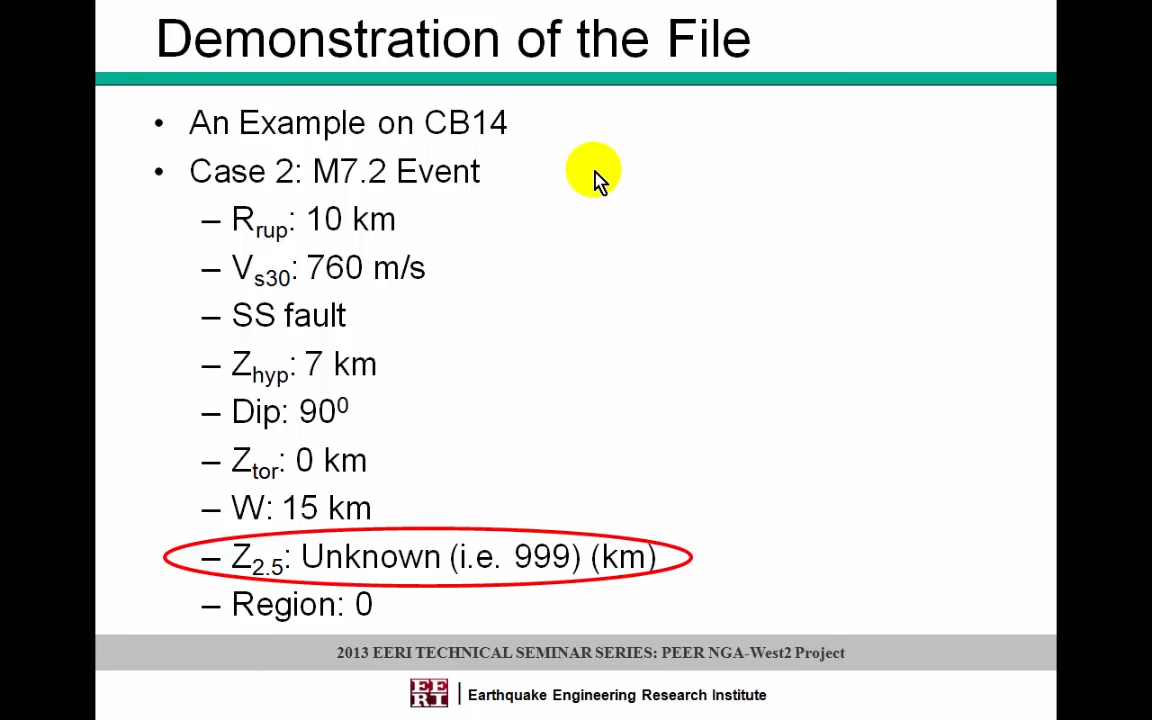 Demonstration of the File
• An Example on CB14
• Case 2: M7.2 Event
– Rrup: 10 km
– Vs30: 760 m/s
– SS fault
– Zhyp: 7 km
– Dip: 90⁰
– Ztor: 0 km
– W: 15 km
– Z2.5: Unknown (i.e. 999) (km)
– Region: 0
2013 EERI TECHNICAL SEMINAR SERIES: PEER NGA-West2 Project
EERI | Earthquake Engineering Research Institute